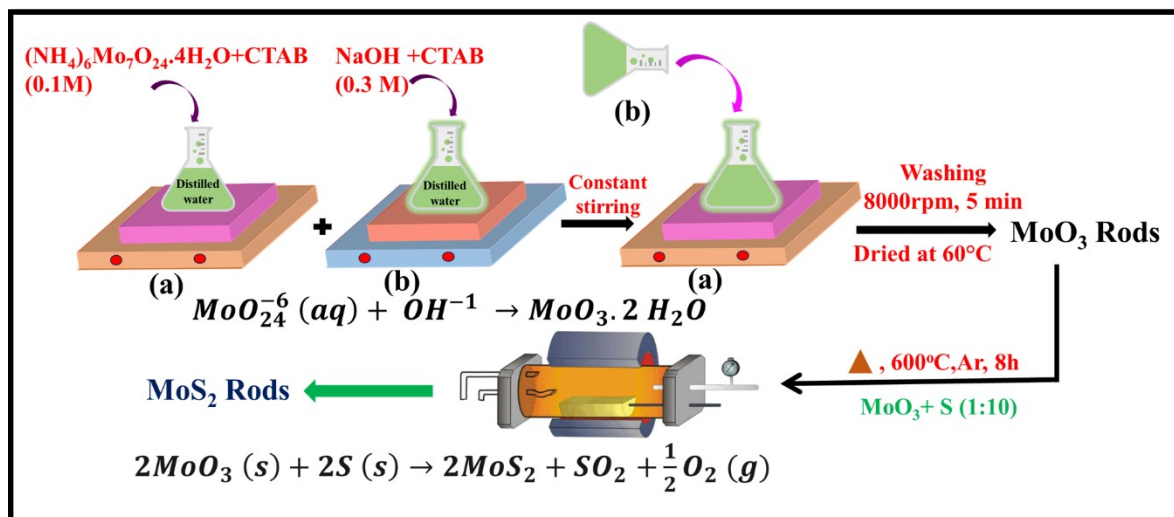 (NH₄)₆Mo₇O₂₄.4H₂O+CTAB
(0.1M)
NaOH +CTAB
(0.3 M)
(b)
Distilled
water
Distilled
water
Constant
stirring
Washing
8000rpm, 5 min
Dried at 60°C
MoO₃ Rods
(a)
(b)
(a)
MoO₂₄⁻⁶ (aq) + OH⁻¹ → MoO₃. 2 H₂O
▲ , 600°C,Ar, 8h
MoO₃+ S (1:10)
MoS₂ Rods
2MoO₃ (s) + 2S (s) → 2MoS₂ + SO₂ + ½ O₂ (g)